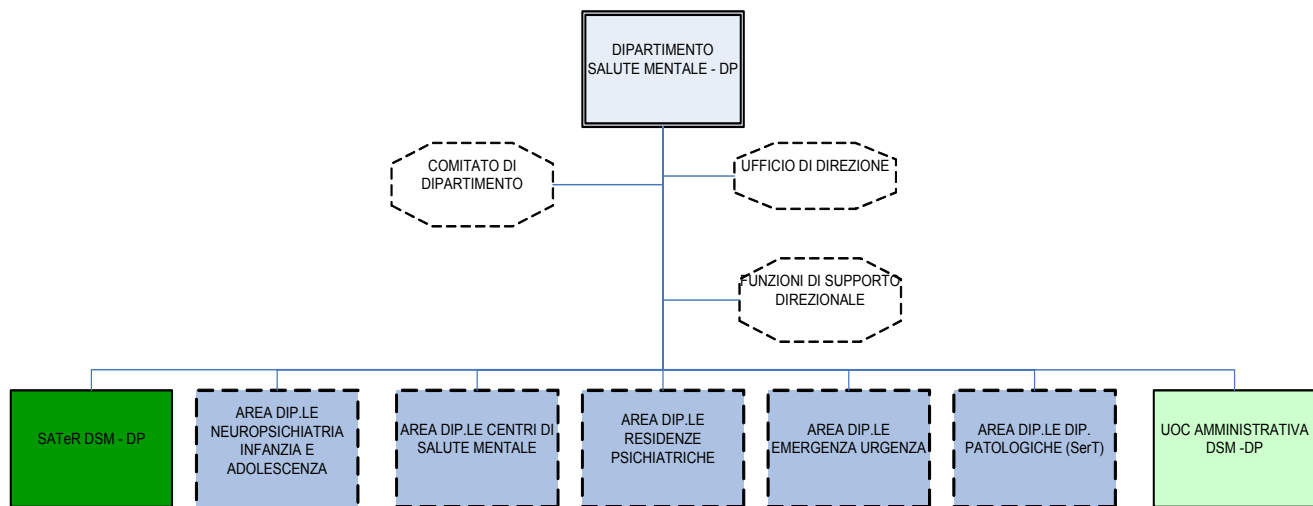 DIPARTIMENTO
SALUTE MENTALE - DP
COMITATO DI
DIPARTIMENTO
UFFICIO DI DIREZIONE
FUNZIONI DI SUPPORTO
DIREZIONALE
SATeR DSM - DP
AREA DIP.LE
NEUROPSICHIATRIA
INFANZIA E
ADOLESCENZA
AREA DIP.LE CENTRI DI
SALUTE MENTALE
AREA DIP.LE
RESIDENZE
PSICHIATRICHE
AREA DIP.LE
EMERGENZA URGENZA
AREA DIP.LE DIP.
PATOLOGICHE (SerT)
UOC AMMINISTRATIVA
DSM -DP